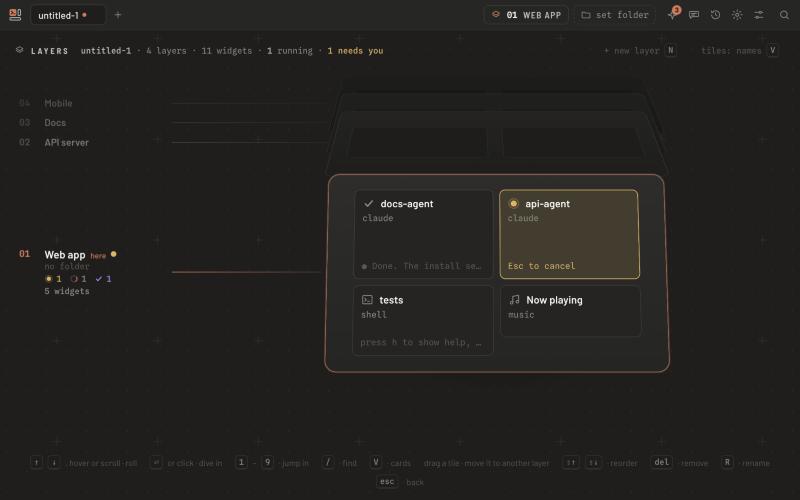 untitled-1
01 WEB APP
set folder
3
LAYERS untitled-1 · 4 layers · 11 widgets · 1 running · 1 needs you
+ new layer N tiles: names V
04 Mobile
03 Docs
02 API server
01 Web app here
no folder
1 1 1
5 widgets
docs-agent
claude
Done. The install se…
api-agent
claude
Esc to cancel
tests
shell
press h to show help, …
Now playing
music
↑ ↓ · hover or scroll · roll ⏎ or click · dive in 1 – 9 · jump in / · find V · cards drag a tile · move it to another layer ⇧↑ ⇧↓ · reorder del · remove R · rename
esc · back